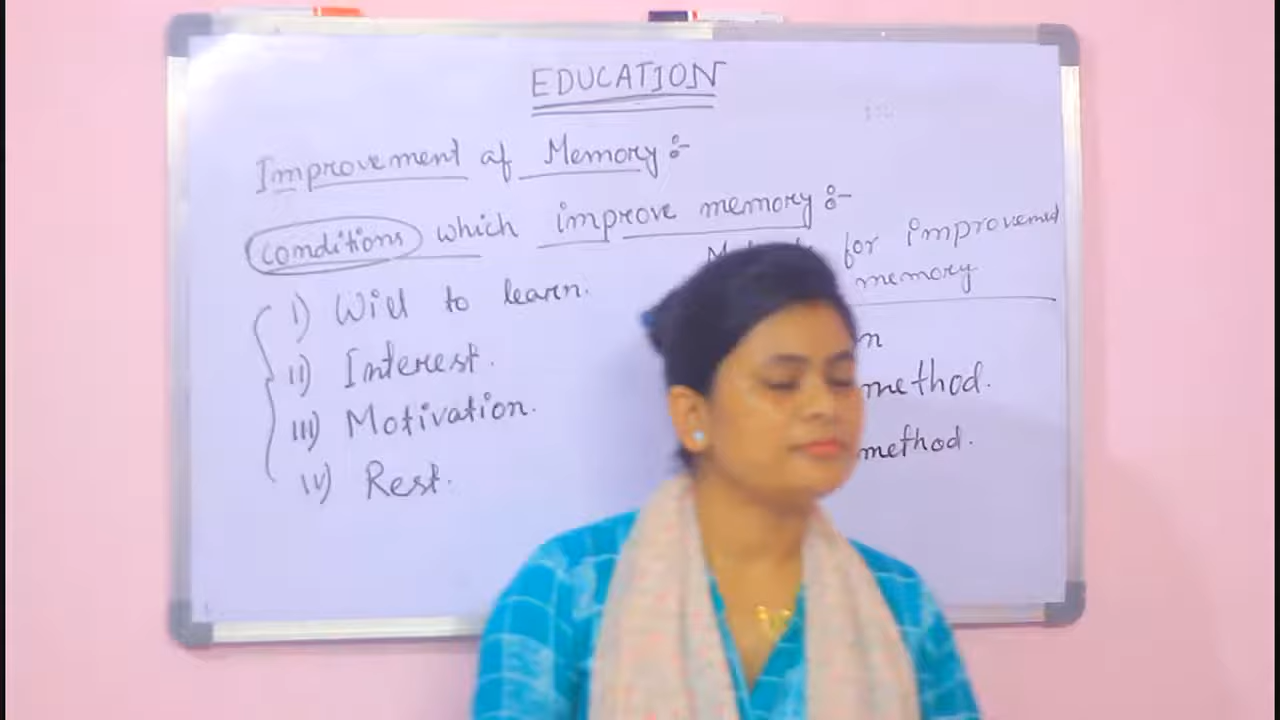 EDUCATION
Improvement of Memory :-
conditions which improve memory :-
I) Will to learn.
II) Interest.
III) Motivation.
IV) Rest.
for improvement
memory
method.
method.